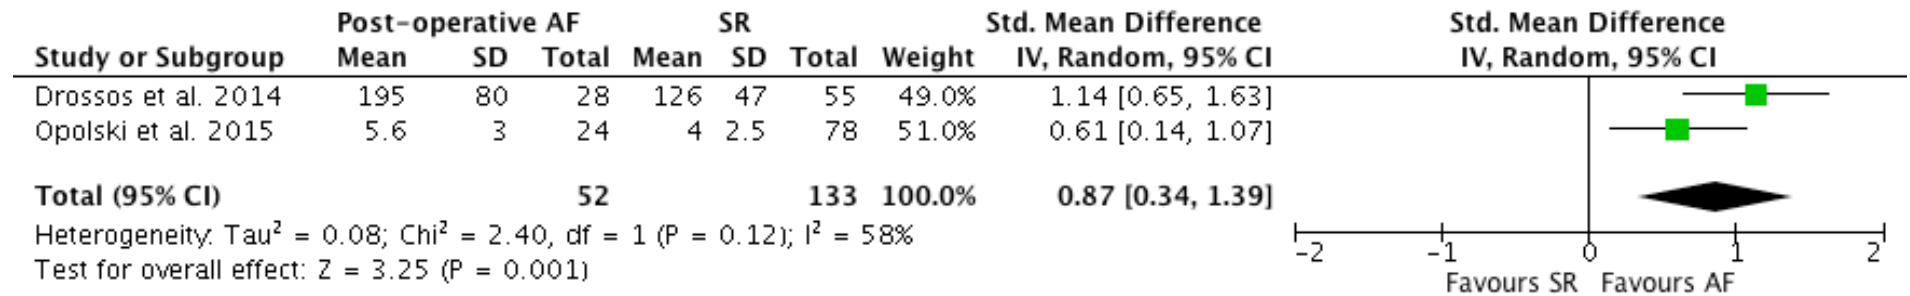 Post-operative AF SR Std. Mean Difference Std. Mean Difference
Study or Subgroup Mean SD Total Mean SD Total Weight IV, Random, 95% CI IV, Random, 95% CI
Drossos et al. 2014 195 80 28 126 47 55 49.0% 1.14 [0.65, 1.63]
Opolski et al. 2015 5.6 3 24 4 2.5 78 51.0% 0.61 [0.14, 1.07]
Total (95% CI) 52 133 100.0% 0.87 [0.34, 1.39]
Heterogeneity: Tau² = 0.08; Chi² = 2.40, df = 1 (P = 0.12); I² = 58%
Test for overall effect: Z = 3.25 (P = 0.001)
-2 -1 0 1 2
Favours SR Favours AF